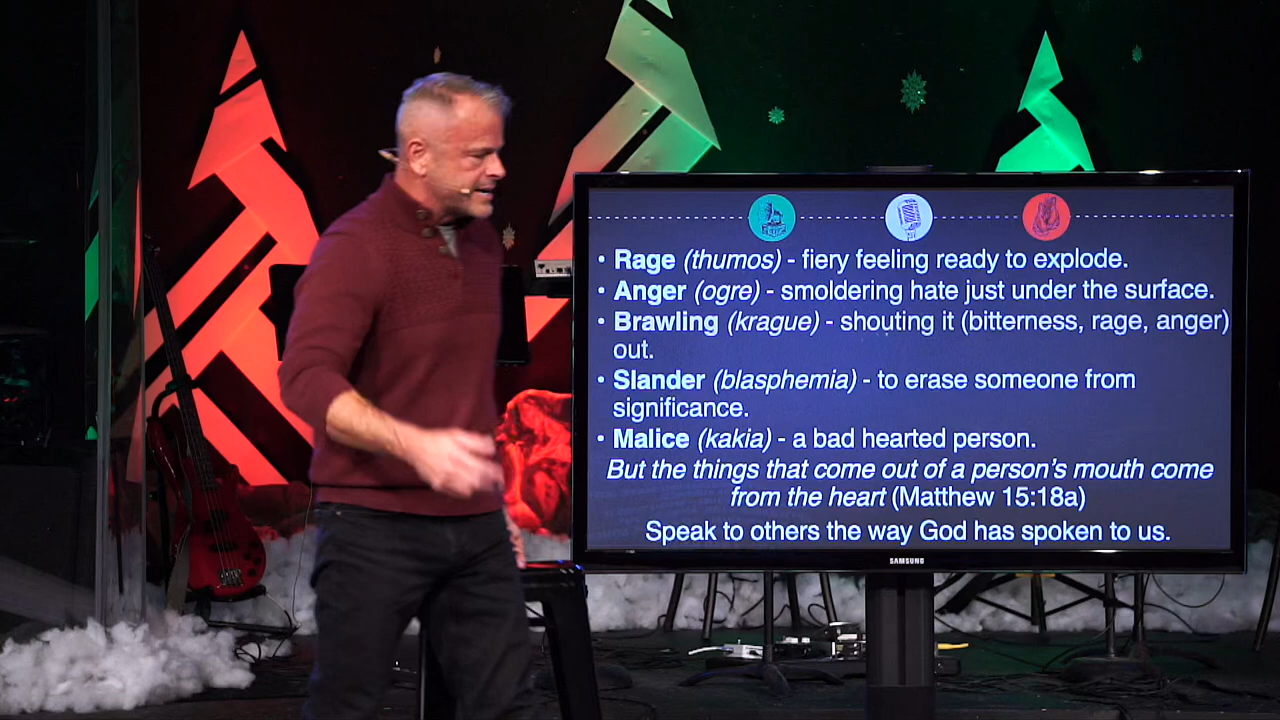 • Rage (thumos) - fiery feeling ready to explode.
• Anger (ogre) - smoldering hate just under the surface.
• Brawling (krague) - shouting it (bitterness, rage, anger)
out.
• Slander (blasphemia) - to erase someone from
significance.
• Malice (kakia) - a bad hearted person.
But the things that come out of a person's mouth come
from the heart (Matthew 15:18a)
Speak to others the way God has spoken to us.
SAMSUNG